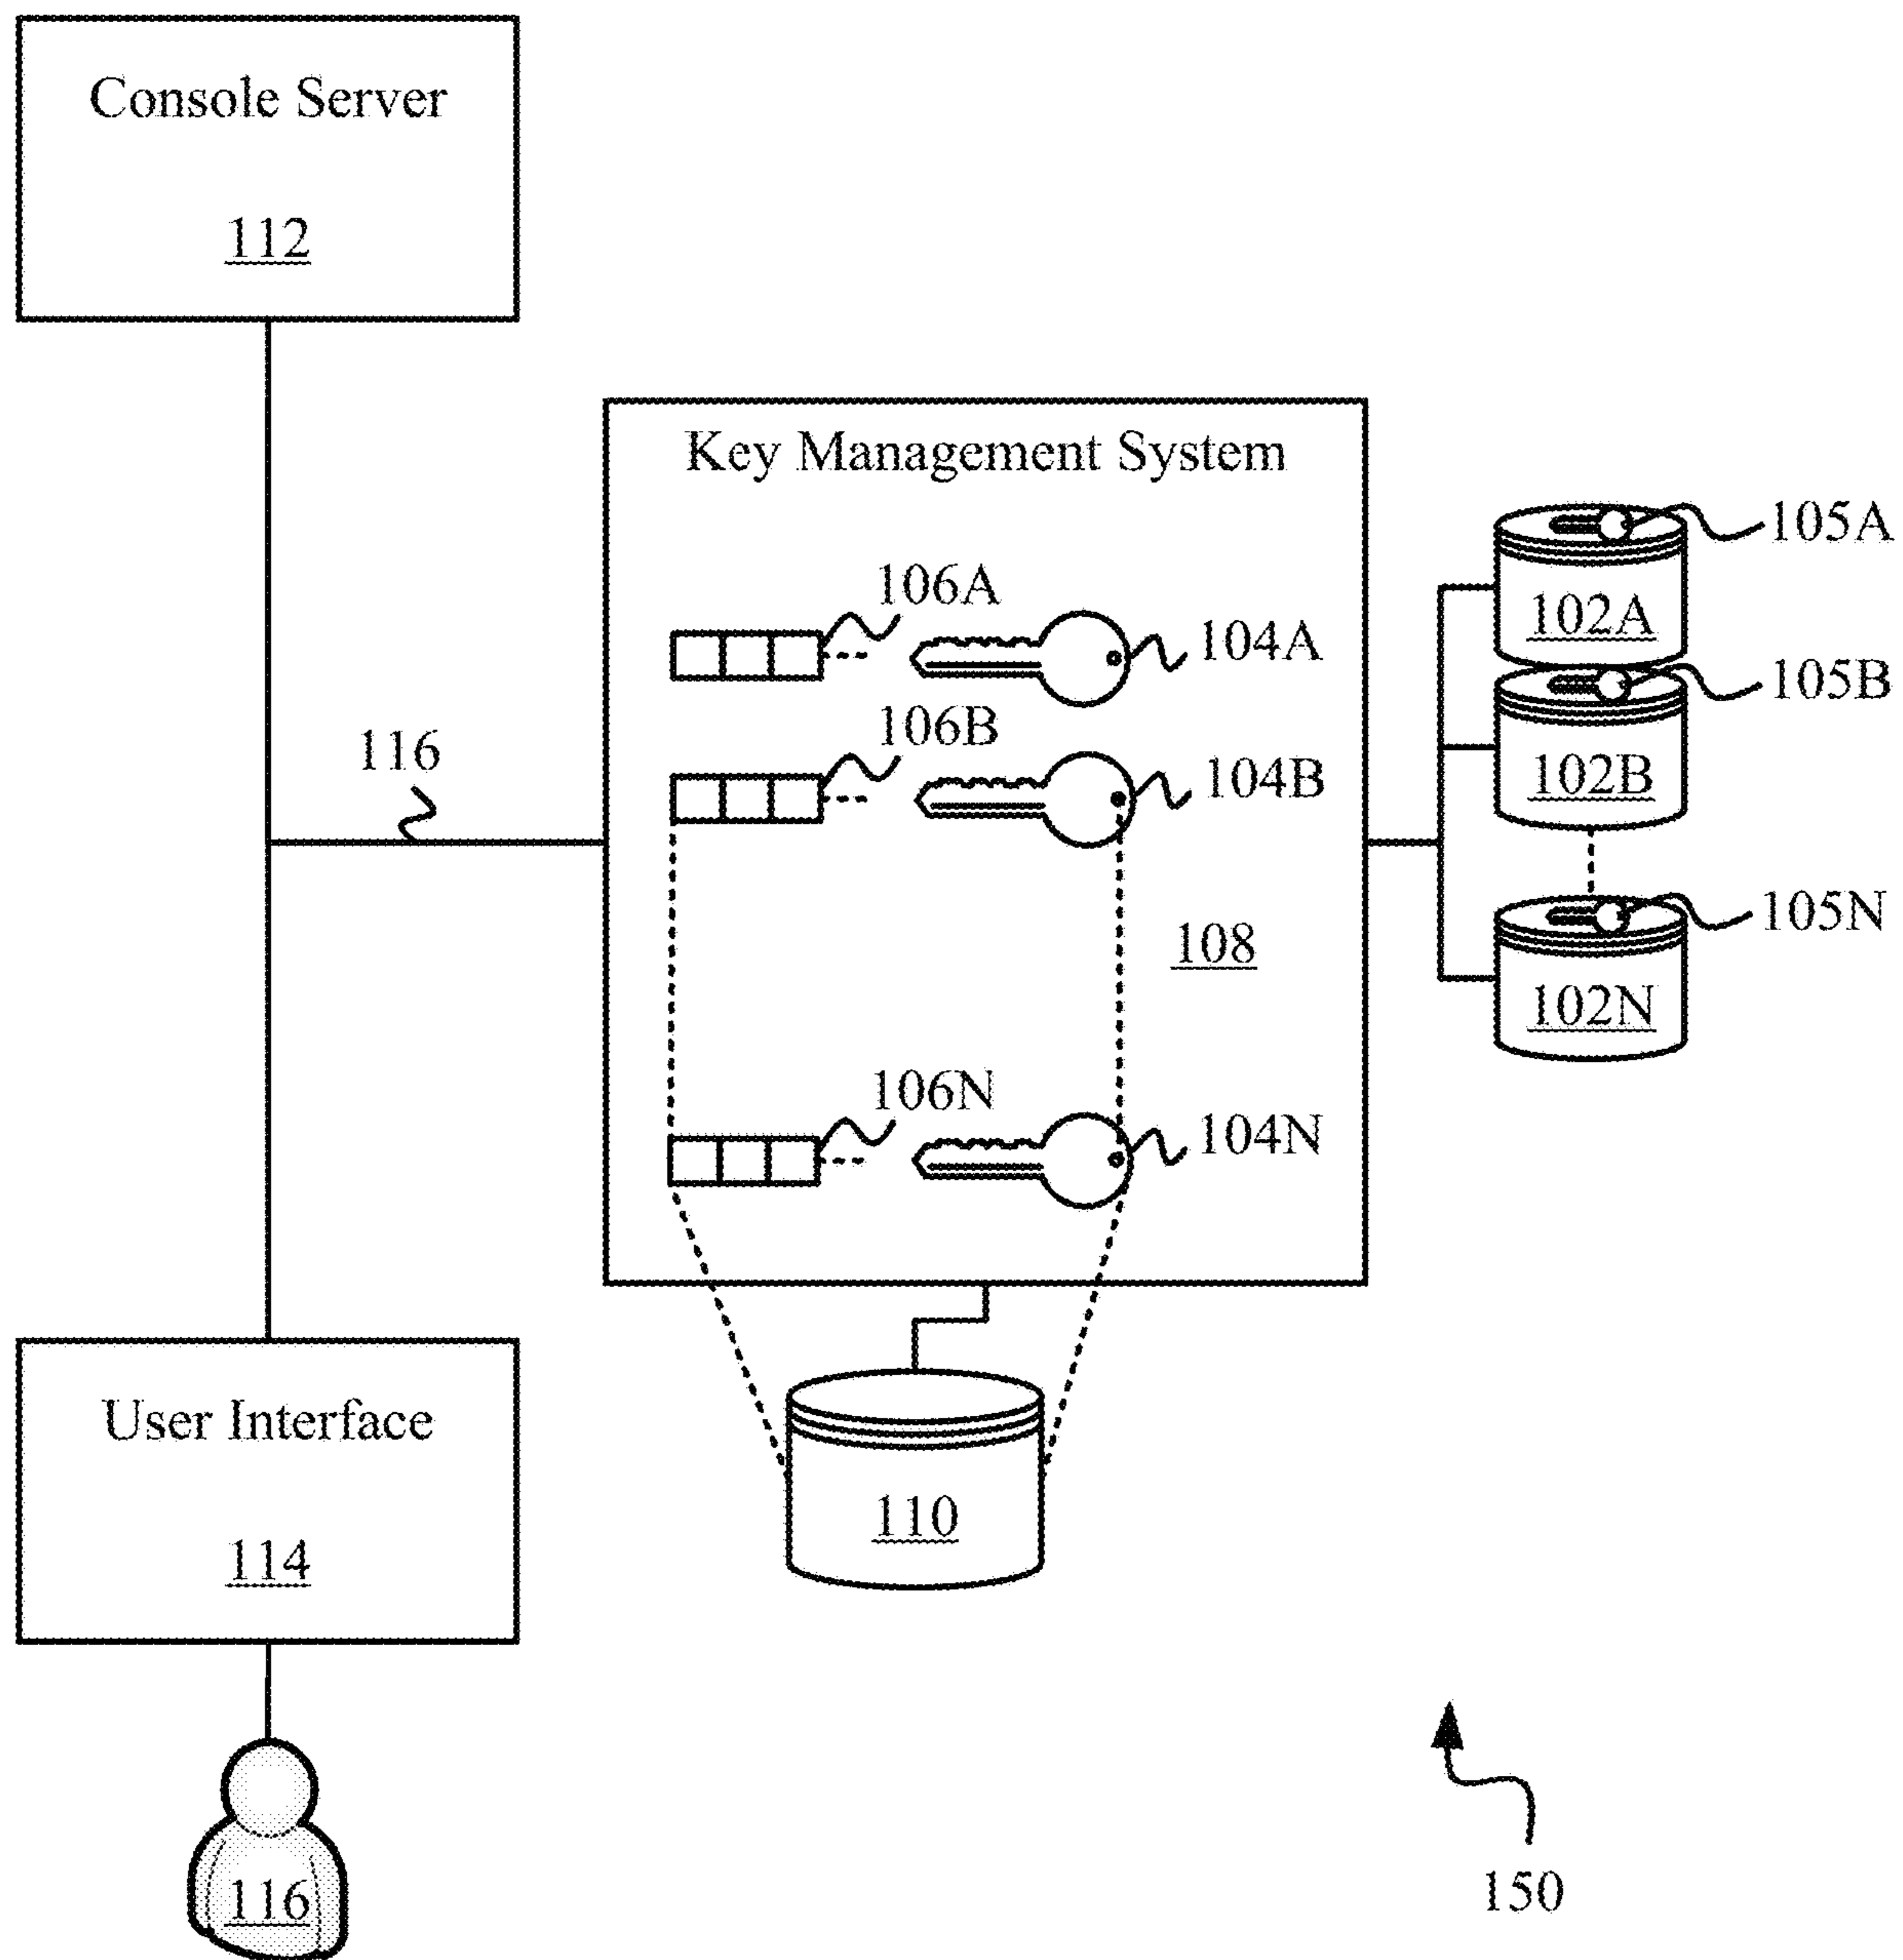 Console Server
112
Key Management System
105A
106A
102A
104A
105B
106B
116
104B
102B
105N
108
102N
106N
104N
User Interface
110
114
116
150